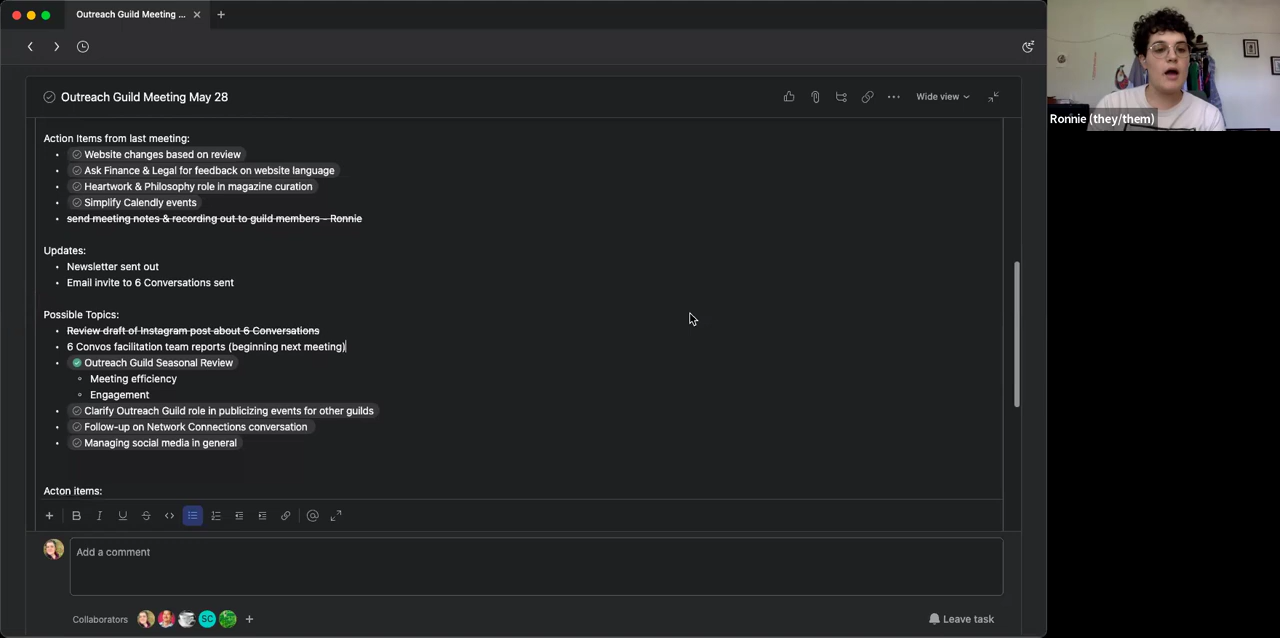 Outreach Guild Meeting ...
Outreach Guild Meeting May 28
Wide view
Ronnie (they/them)
Action Items from last meeting:
Website changes based on review
Ask Finance & Legal for feedback on website language
Heartwork & Philosophy role in magazine curation
Simplify Calendly events
send meeting notes & recording out to guild members - Ronnie
Updates:
Newsletter sent out
Email invite to 6 Conversations sent
Possible Topics:
Review draft of Instagram post about 6 Conversations
6 Convos facilitation team reports (beginning next meeting)
Outreach Guild Seasonal Review
Meeting efficiency
Engagement
Clarify Outreach Guild role in publicizing events for other guilds
Follow-up on Network Connections conversation
Managing social media in general
Acton items:
Add a comment
Collaborators
SC
Leave task